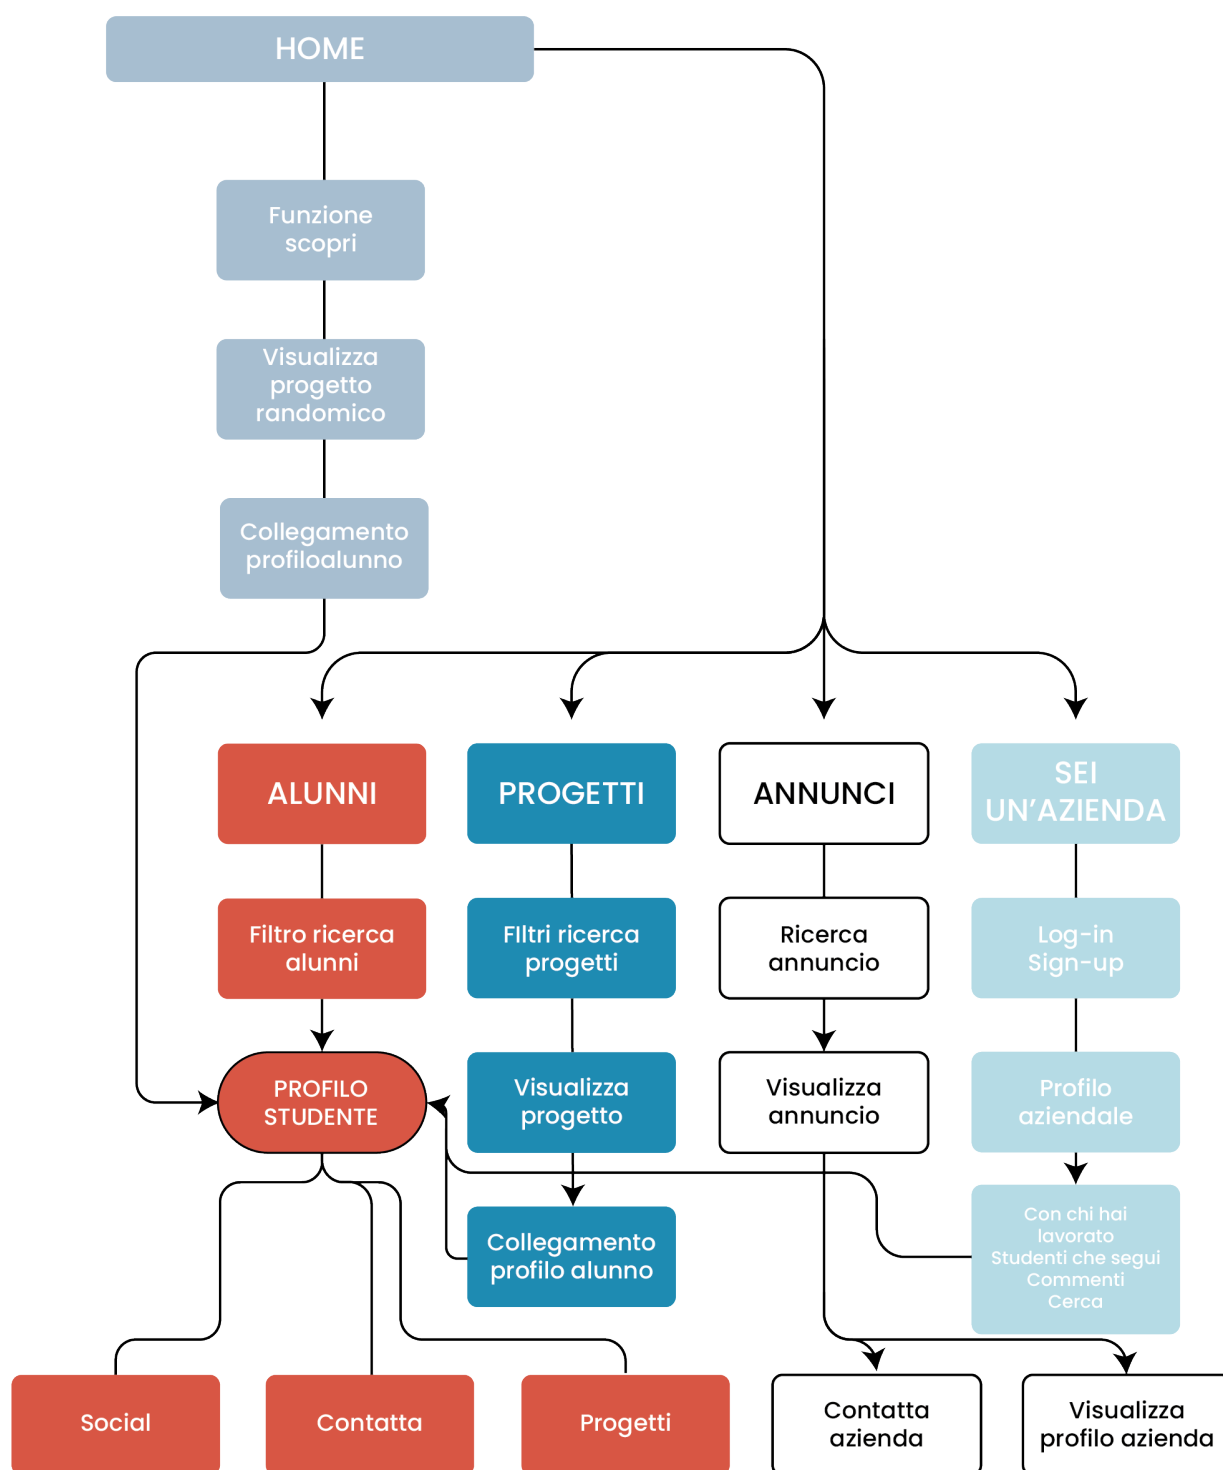 HOME
Funzione
scopri
Visualizza
progetto
randomico
Collegamento
profiloalunno
ALUNNI
PROGETTI
ANNUNCI
SEI
UN'AZIENDA
Filtro ricerca
alunni
FIltri ricerca
progetti
Ricerca
annuncio
Log-in
Sign-up
PROFILO
STUDENTE
Visualizza
progetto
Visualizza
annuncio
Profilo
aziendale
Collegamento
profilo alunno
Con chi hai
lavorato
Studenti che segui
Commenti
Cerca
Social
Contatta
Progetti
Contatta
azienda
Visualizza
profilo azienda